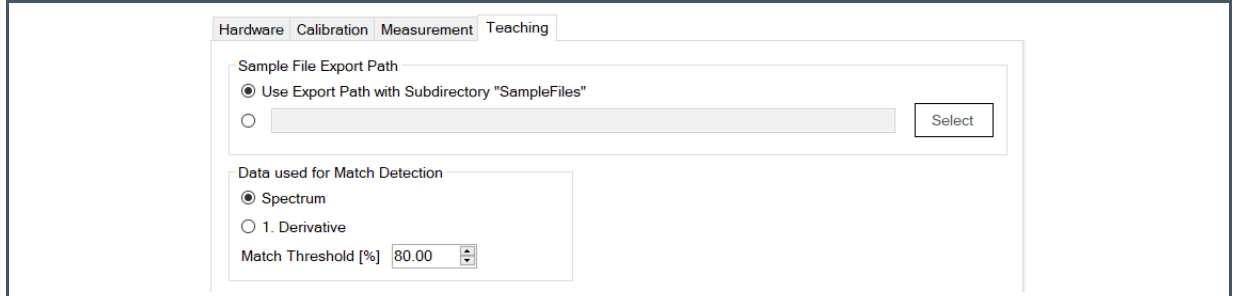 Hardware Calibration Measurement Teaching
Sample File Export Path
Use Export Path with Subdirectory "SampleFiles"
Select
Data used for Match Detection
Spectrum
1. Derivative
Match Threshold [%] 80.00